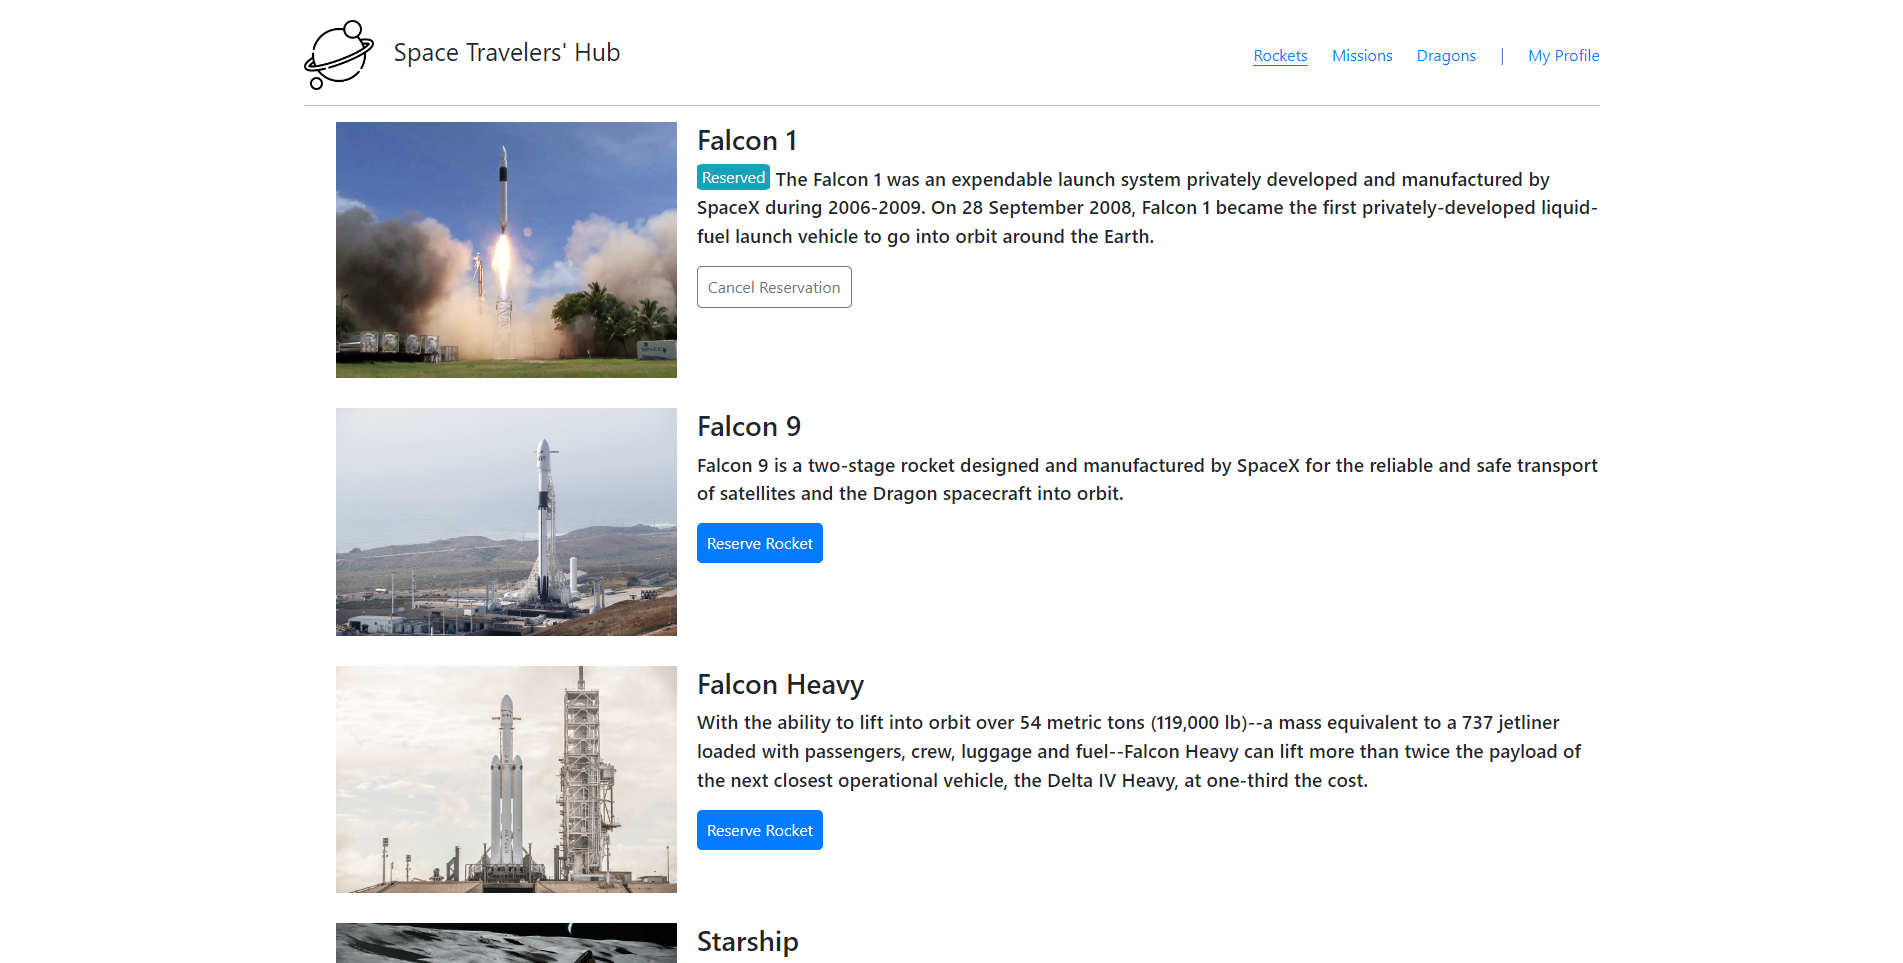 Space Travelers' Hub
Rockets Missions Dragons | My Profile
Falcon 1
Reserved The Falcon 1 was an expendable launch system privately developed and manufactured by
SpaceX during 2006-2009. On 28 September 2008, Falcon 1 became the first privately-developed liquid-
fuel launch vehicle to go into orbit around the Earth.
Cancel Reservation
Falcon 9
Falcon 9 is a two-stage rocket designed and manufactured by SpaceX for the reliable and safe transport
of satellites and the Dragon spacecraft into orbit.
Reserve Rocket
Falcon Heavy
With the ability to lift into orbit over 54 metric tons (119,000 lb)--a mass equivalent to a 737 jetliner
loaded with passengers, crew, luggage and fuel--Falcon Heavy can lift more than twice the payload of
the next closest operational vehicle, the Delta IV Heavy, at one-third the cost.
Reserve Rocket
Starship